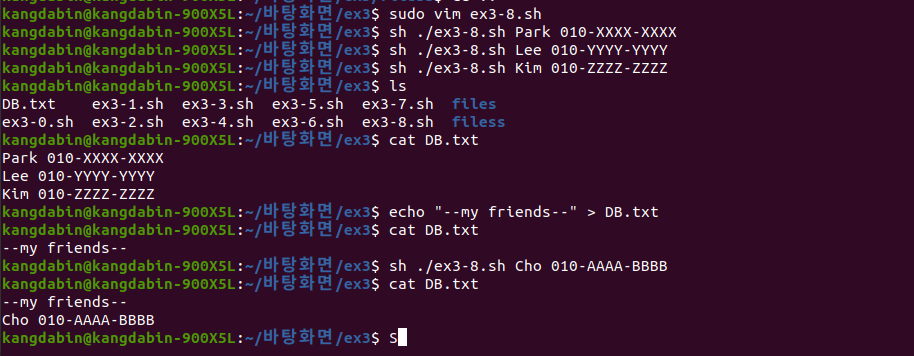 kangdabin@kangdabin-900X5L:~/바탕화면/ex3$ sudo vim ex3-8.sh
kangdabin@kangdabin-900X5L:~/바탕화면/ex3$ sh ./ex3-8.sh Park 010-XXXX-XXXX
kangdabin@kangdabin-900X5L:~/바탕화면/ex3$ sh ./ex3-8.sh Lee 010-YYYY-YYYY
kangdabin@kangdabin-900X5L:~/바탕화면/ex3$ sh ./ex3-8.sh Kim 010-ZZZZ-ZZZZ
kangdabin@kangdabin-900X5L:~/바탕화면/ex3$ ls
DB.txt    ex3-1.sh  ex3-3.sh  ex3-5.sh  ex3-7.sh  files
ex3-0.sh  ex3-2.sh  ex3-4.sh  ex3-6.sh  ex3-8.sh  filess
kangdabin@kangdabin-900X5L:~/바탕화면/ex3$ cat DB.txt
Park 010-XXXX-XXXX
Lee 010-YYYY-YYYY
Kim 010-ZZZZ-ZZZZ
kangdabin@kangdabin-900X5L:~/바탕화면/ex3$ echo "--my friends--" > DB.txt
kangdabin@kangdabin-900X5L:~/바탕화면/ex3$ cat DB.txt
--my friends--
kangdabin@kangdabin-900X5L:~/바탕화면/ex3$ sh ./ex3-8.sh Cho 010-AAAA-BBBB
kangdabin@kangdabin-900X5L:~/바탕화면/ex3$ cat DB.txt
--my friends--
Cho 010-AAAA-BBBB
kangdabin@kangdabin-900X5L:~/바탕화면/ex3$ S